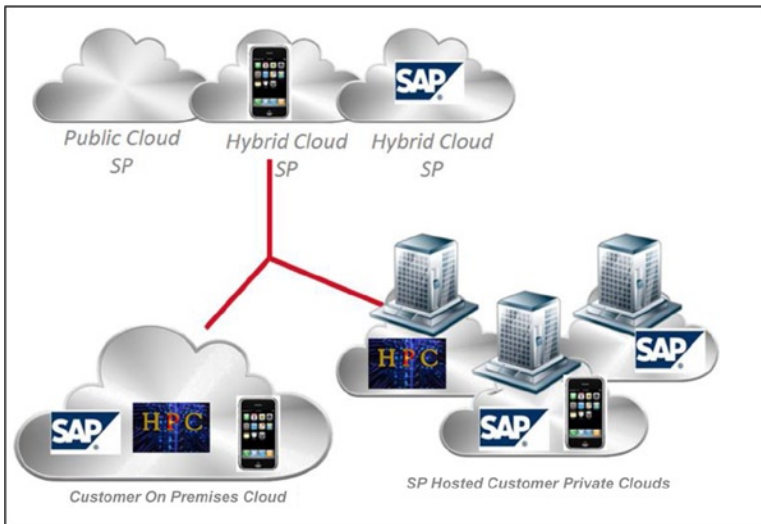 SAP
®
Public Cloud
SP
Hybrid Cloud
SP
Hybrid Cloud
SP
HPC
SAP
®
SAP
®
HPC
SAP
®
Customer On Premises Cloud
SP Hosted Customer Private Clouds